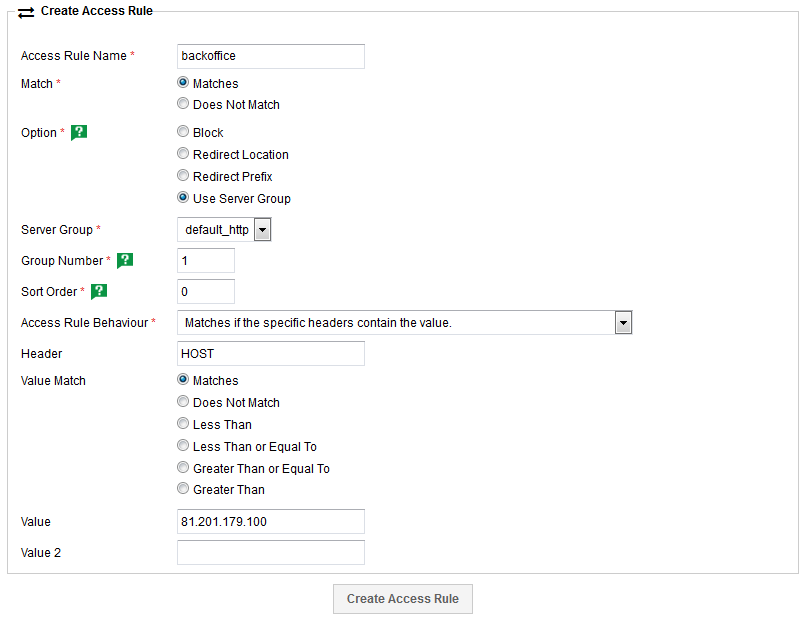 Create Access Rule
Access Rule Name * backoffice
Match * Matches
Does Not Match
Option * ? Block
Redirect Location
Redirect Prefix
Use Server Group
Server Group * default_http
Group Number * ? 1
Sort Order * ? 0
Access Rule Behaviour * Matches if the specific headers contain the value.
Header HOST
Value Match Matches
Does Not Match
Less Than
Less Than or Equal To
Greater Than or Equal To
Greater Than
Value 81.201.179.100
Value 2
Create Access Rule